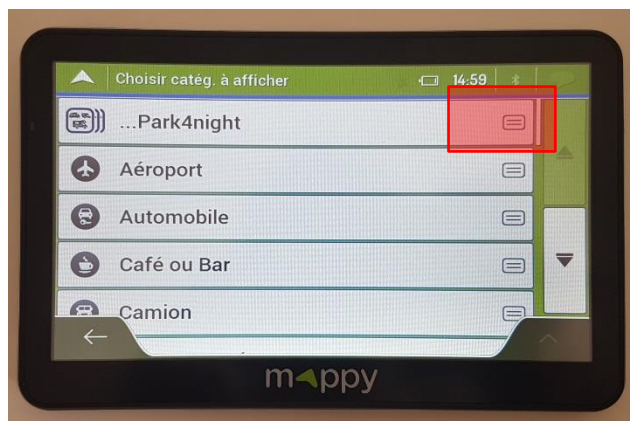 Choisir catég. à afficher 14:59
...Park4night
Aéroport
Automobile
Café ou Bar
Camion
mappy